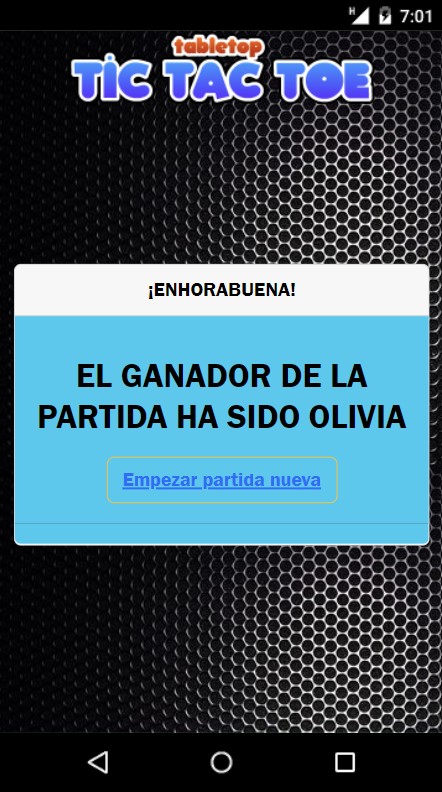 H 7:01
tabletop
TIC TAC TOE
¡ENHORABUENA!
EL GANADOR DE LA
PARTIDA HA SIDO OLIVIA
Empezar partida nueva